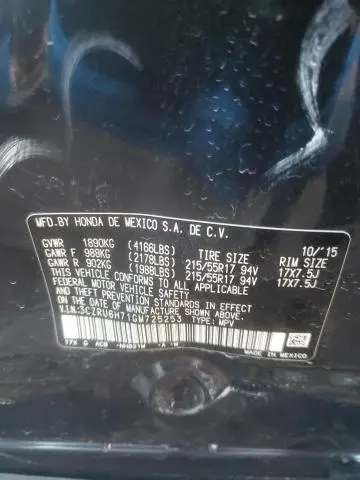 MFD.BY HONDA DE MEXICO S.A. DE C.V.
10/15
GVWR 1890KG (4166LBS) TIRE SIZE RIM SIZE
GAWR F 988KG (2178LBS) 215/55R17 94V 17X7.5J
GAWR R 902KG (1988LBS) 215/55R17 94V 17X7.5J
THIS VEHICLE CONFORMS TO ALL APPLICABLE
FEDERAL MOTOR VEHICLE SAFETY AND THEFT
PREVENTION STANDARDS IN EFFECT ON THE DATE
OF MANUFACTURE SHOWN ABOVE.
V.I.N:3CZRU6H71GM725253 TYPE: MPV
MADE IN MEXICO
77X G AC8